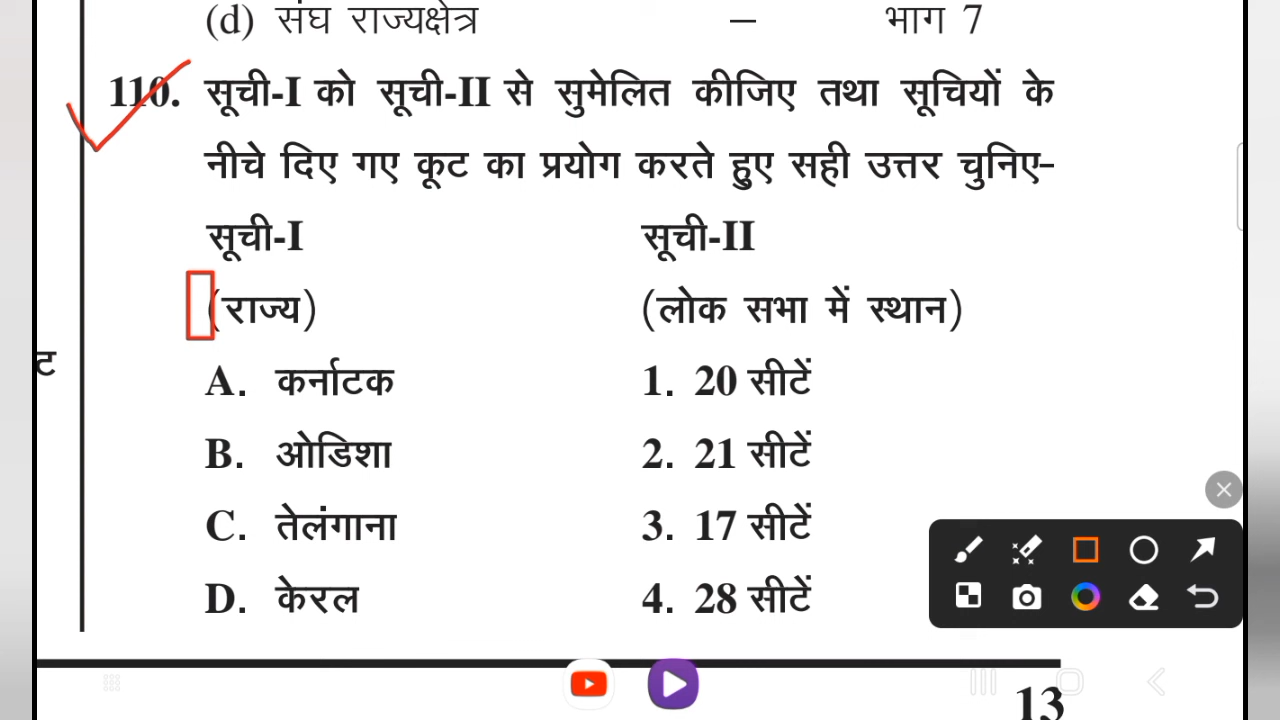 (d) संघ राज्यक्षेत्र – भाग 7
110. सूची-I को सूची-II से सुमेलित कीजिए तथा सूचियों के
नीचे दिए गए कूट का प्रयोग करते हुए सही उत्तर चुनिए–
सूची-I सूची-II
(राज्य) (लोक सभा में स्थान)
ट
A. कर्नाटक 1. 20 सीटें
B. ओडिशा 2. 21 सीटें
C. तेलंगाना 3. 17 सीटें
D. केरल 4. 28 सीटें
13